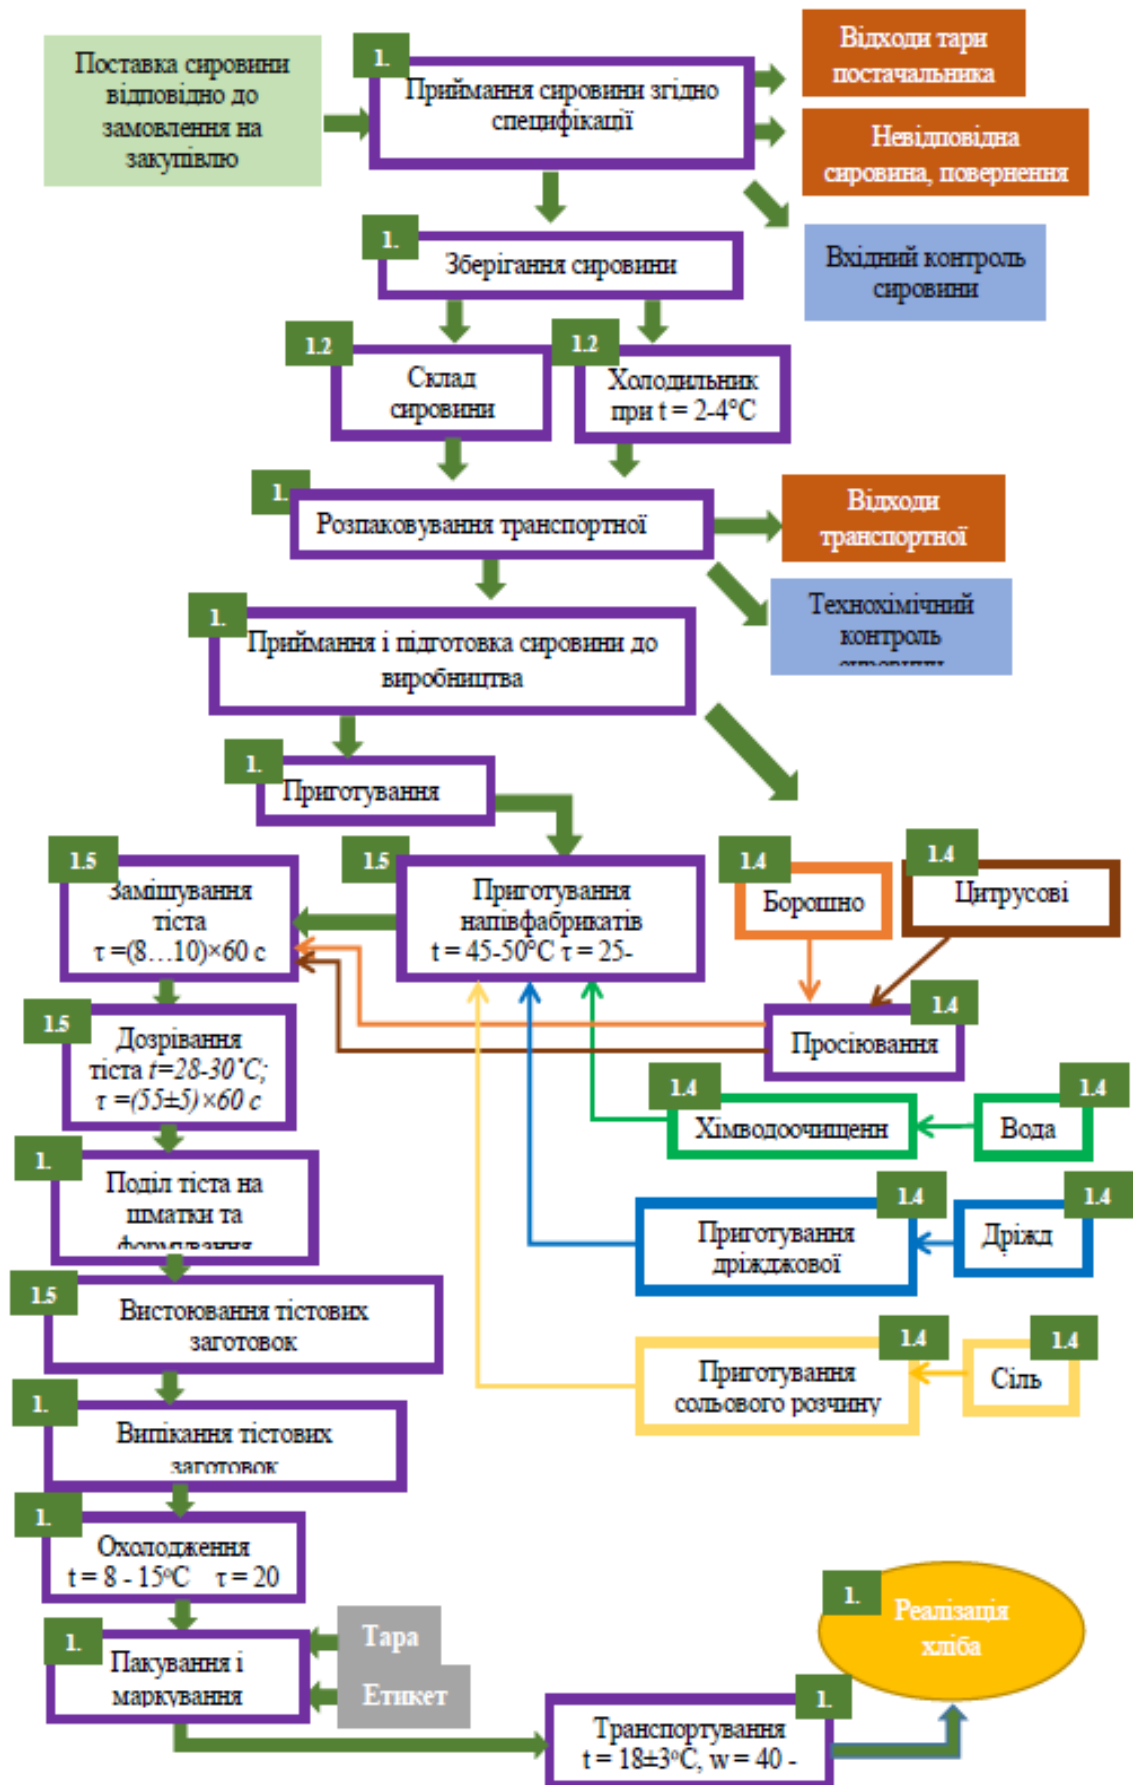 Поставка сировини
відповідно до
замовлення на
закупівлю
1.
Приймання сировини згідно
специфікації
Відходи тари
постачальника
Невідповідна
сировина, повернення
Вхідний контроль
сировини
1.
Зберігання сировини
1.2
Склад
сировини
1.2
Холодильник
при t = 2-4°C
1.
Розпаковування транспортної
Відходи
транспортної
Технохімічний
контроль
сировини
1.
Приймання і підготовка сировини до
виробництва
1.
Приготування
1.5
Замішування
тіста
τ =(8…10)×60 с
1.5
Приготування
напівфабрикатів
t = 45-50°C τ = 25-
1.4
Борошно
1.4
Цитрусові
1.4
Просіювання
1.5
Дозрівання
тіста t=28-30˚C;
τ =(55±5)×60 с
1.4
Хімводоочищенн
1.4
Вода
1.
Поділ тіста на
шматки та
формування
1.4
Приготування
дріжджової
1.4
Дріжд
1.5
Вистоювання тістових
заготовок
1.4
Приготування
сольового розчину
1.4
Сіль
1.
Випікання тістових
заготовок
1.
Охолодження
t = 8 - 15°C τ = 20
1.
Пакування і
маркування
Тара
Етикет
1.
Транспортування
t = 18±3°C, w = 40 -
1.
Реалізація
хліба